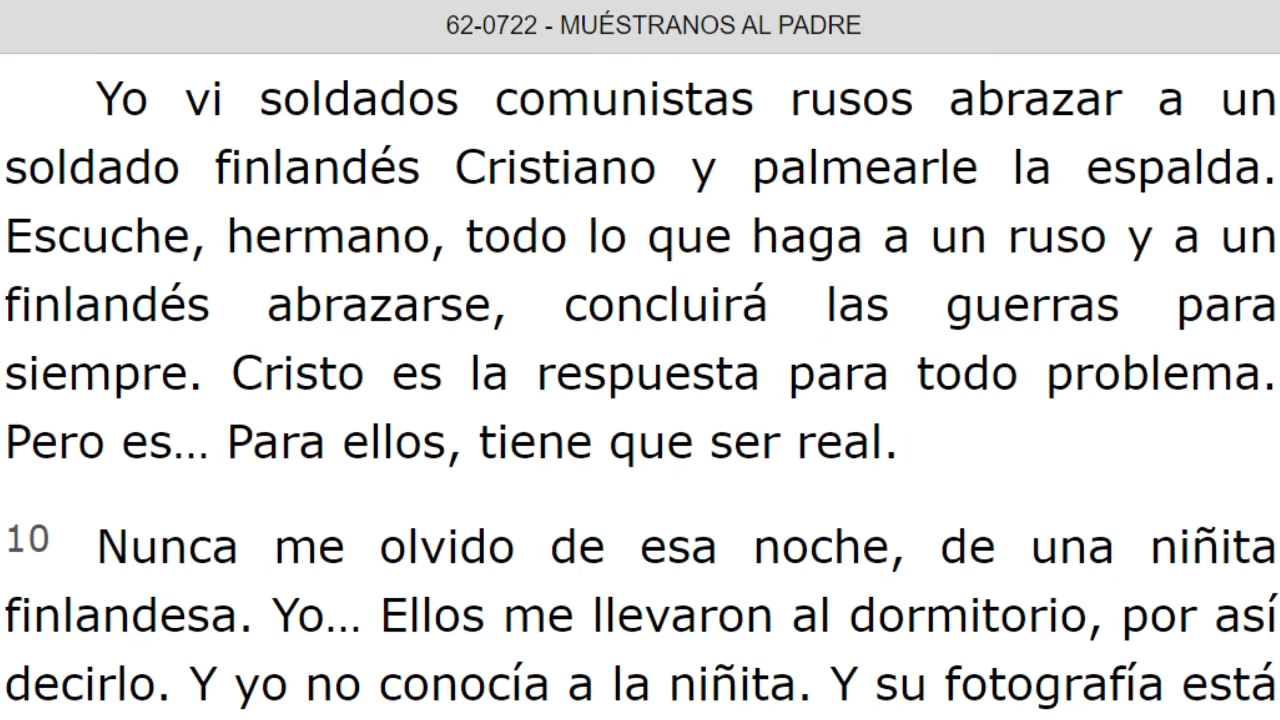 62-0722 - MUÉSTRANOS AL PADRE
Yo vi soldados comunistas rusos abrazar a un
soldado finlandés Cristiano y palmearle la espalda.
Escuche, hermano, todo lo que haga a un ruso y a un
finlandés abrazarse, concluirá las guerras para
siempre. Cristo es la respuesta para todo problema.
Pero es… Para ellos, tiene que ser real.
10 Nunca me olvido de esa noche, de una niñita
finlandesa. Yo… Ellos me llevaron al dormitorio, por así
decirlo. Y yo no conocía a la niñita. Y su fotografía está